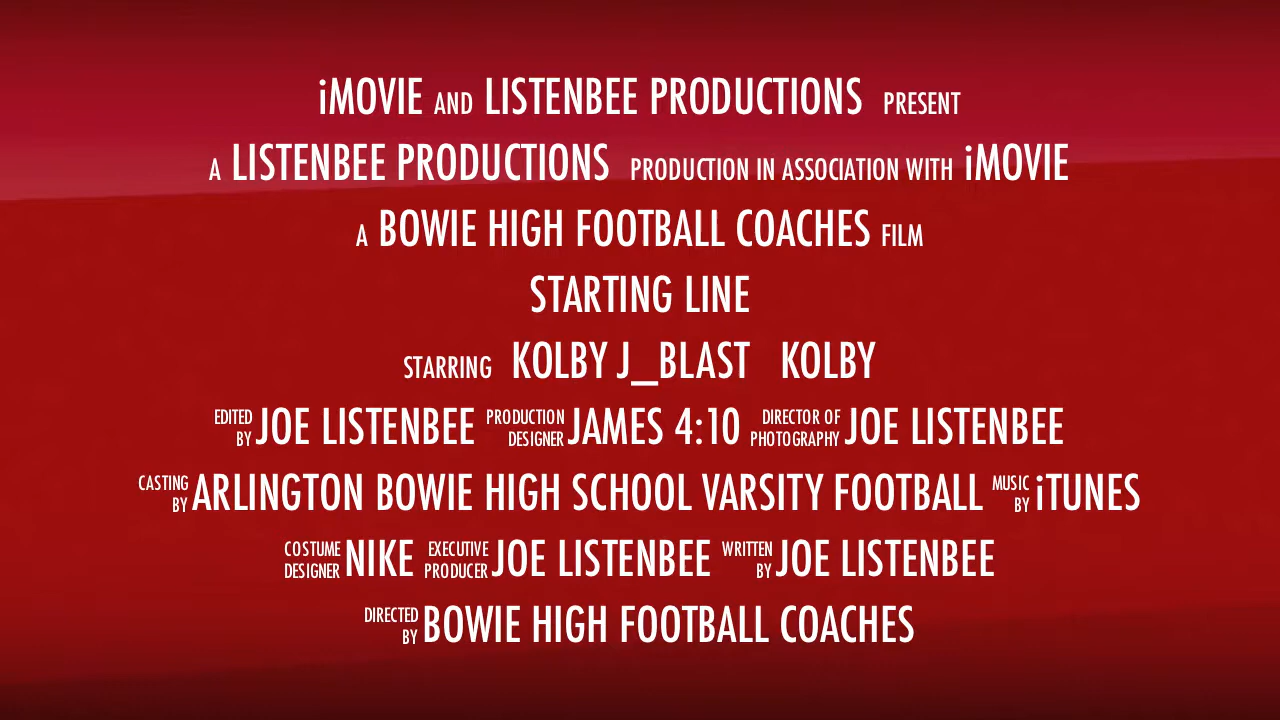 iMOVIE AND LISTENBEE PRODUCTIONS PRESENT
A LISTENBEE PRODUCTIONS PRODUCTION IN ASSOCIATION WITH iMOVIE
A BOWIE HIGH FOOTBALL COACHES FILM
STARTING LINE
STARRING KOLBY J_BLAST KOLBY
EDITED BY JOE LISTENBEE PRODUCTION DESIGNER JAMES 4:10 DIRECTOR OF PHOTOGRAPHY JOE LISTENBEE
CASTING BY ARLINGTON BOWIE HIGH SCHOOL VARSITY FOOTBALL MUSIC BY iTUNES
COSTUME DESIGNER NIKE EXECUTIVE PRODUCER JOE LISTENBEE WRITTEN BY JOE LISTENBEE
DIRECTED BY BOWIE HIGH FOOTBALL COACHES